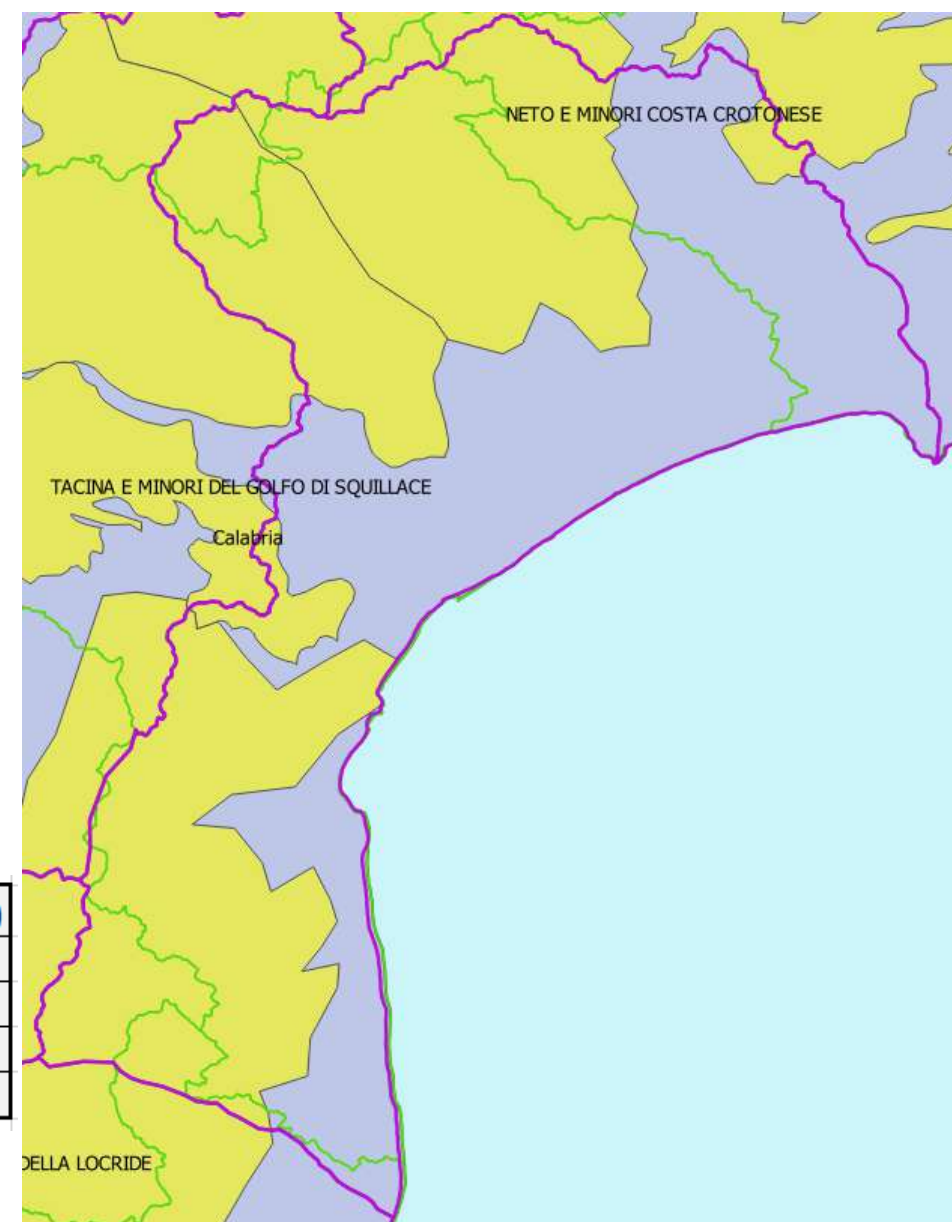 NETO E MINORI COSTA CROTONESE
TACINA E MINORI DEL GOLFO DI SQUILLACE
Calabria
DELLA LOCRIDE